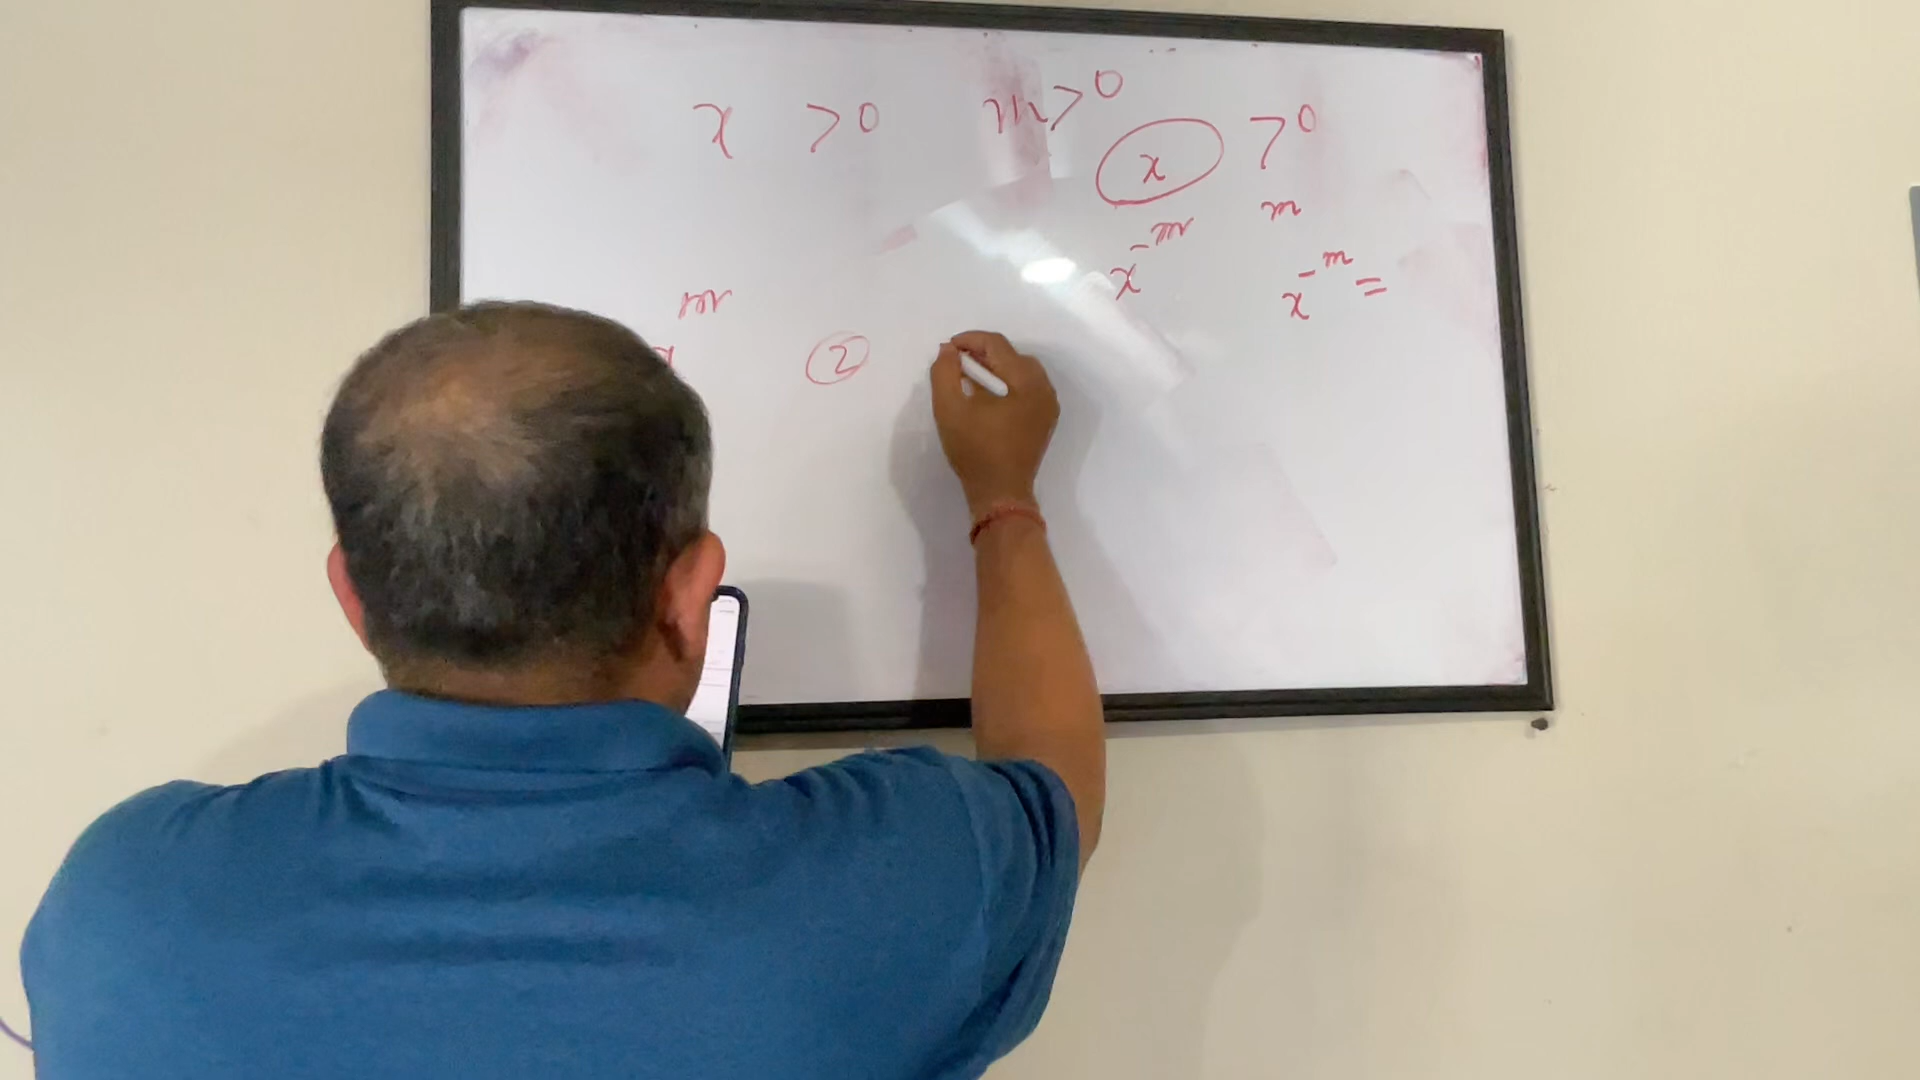 x > 0 m > 0
x > 0
m
x^-m
x^-m =
m
②